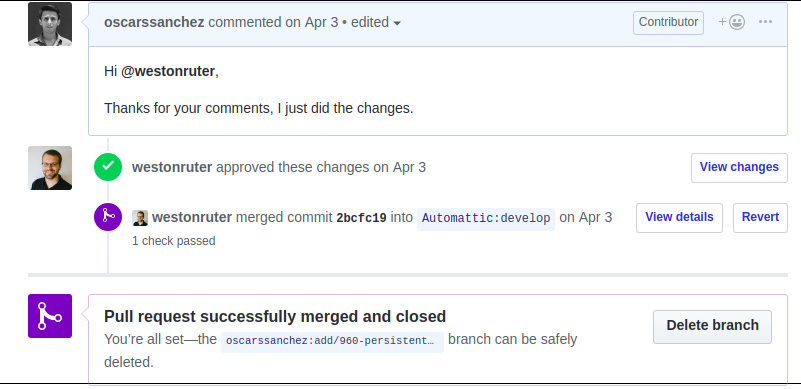 oscarssanchez commented on Apr 3 • edited
Contributor
Hi @westonruter,
Thanks for your comments, I just did the changes.
westonruter approved these changes on Apr 3
View changes
westonruter merged commit 2bcfc19 into Automattic:develop on Apr 3
View details
Revert
1 check passed
Pull request successfully merged and closed
You’re all set—the oscarssanchez:add/960-persistent… branch can be safely
deleted.
Delete branch